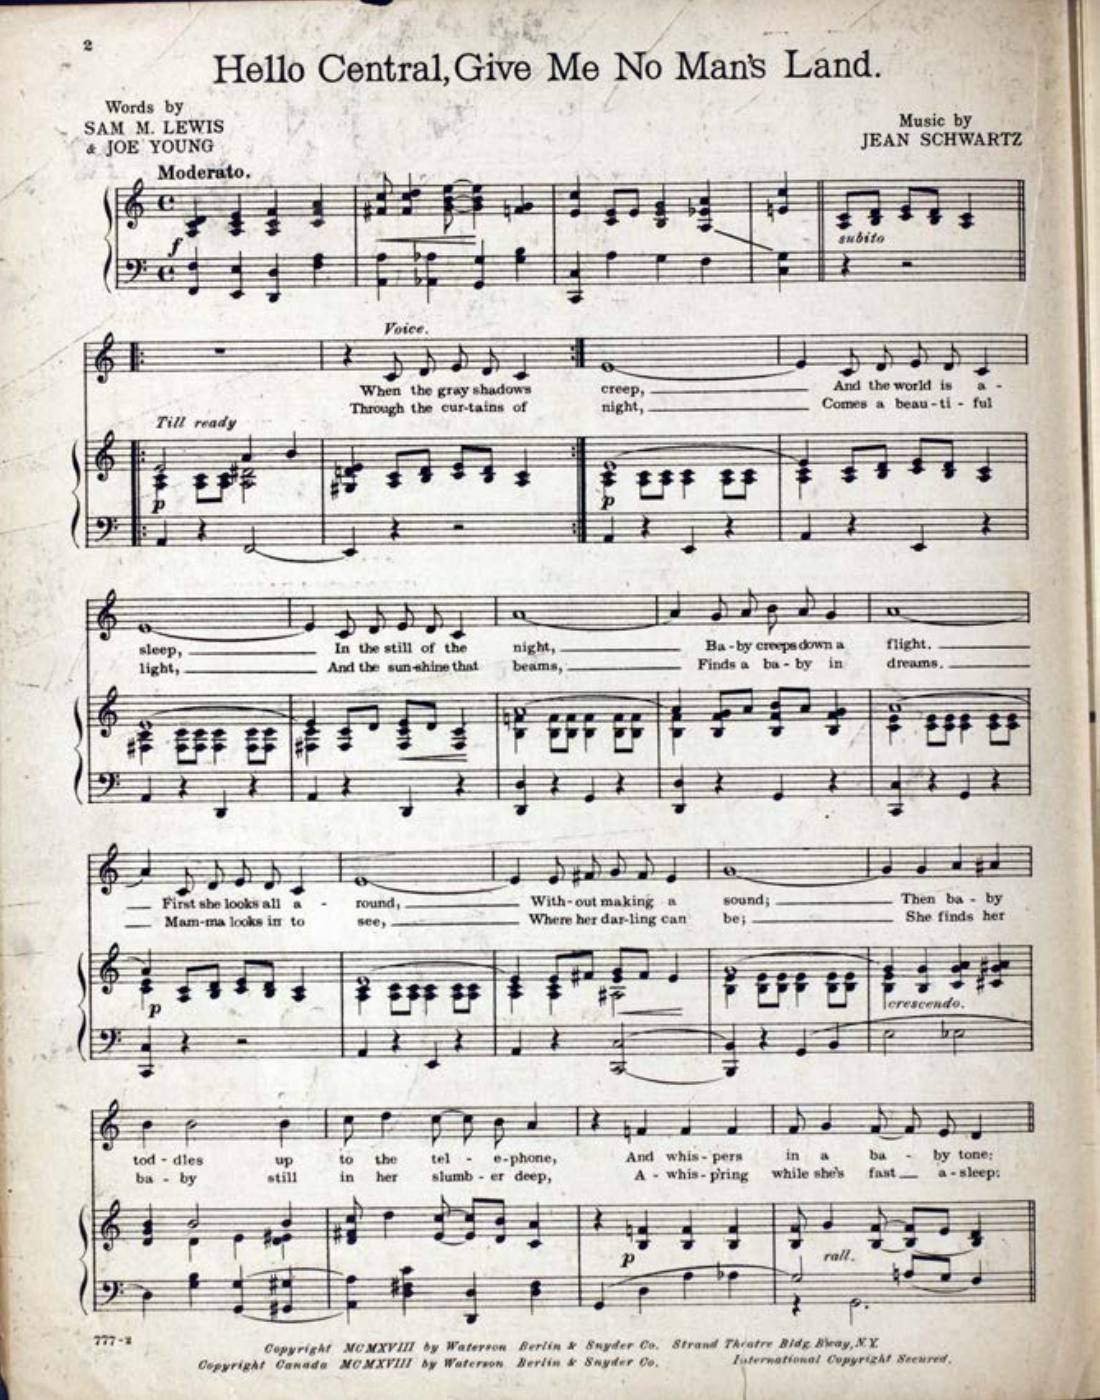 2
Hello Central, Give Me No Man's Land.
Words by
SAM M. LEWIS
& JOE YOUNG
Music by
JEAN SCHWARTZ
Moderato.
f
subito
Voice.
When the gray shadows creep, And the world is a -
Through the cur-tains of night, Comes a beau-ti-ful
Till ready
p
p
sleep, In the still of the night, Ba-by creeps down a flight.
light, And the sun-shine that beams, Finds a ba-by in dreams.
First she looks all a - round, With-out making a sound; Then ba-by
Mam-ma looks in to see, Where her dar-ling can be; She finds her
p
crescendo.
tod-dles up to the tel - e-phone, And whis-pers in a ba - by tone:
ba-by still in her slumb-er deep, A-whis-p'ring while she's fast a-sleep:
p
rall.
777-2
Copyright MCMXVIII by Waterson Berlin & Snyder Co. Strand Theatre Bldg. B'way, N.Y.
Copyright Canada MCMXVIII by Waterson Berlin & Snyder Co. International Copyright Secured.